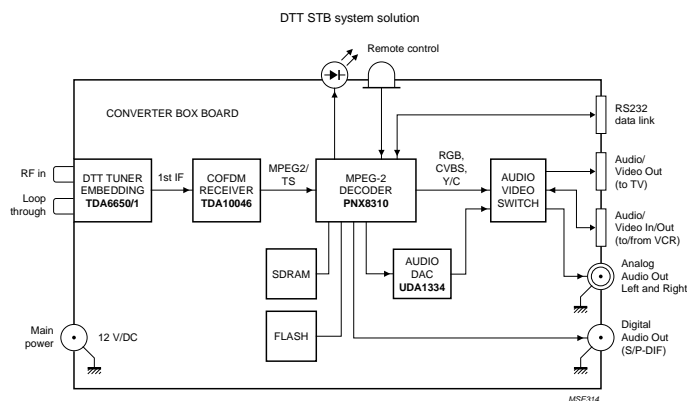 DTT STB system solution
Remote control
CONVERTER BOX BOARD
RS232
data link
RF in
Loop
through
DTT TUNER
EMBEDDING
TDA6650/1
1st IF
COFDM
RECEIVER
TDA10046
MPEG2/
TS
MPEG-2
DECODER
PNX8310
RGB,
CVBS,
Y/C
AUDIO
VIDEO
SWITCH
Audio/
Video Out
(to TV)
Audio/
Video In/Out
(to/from VCR)
SDRAM
AUDIO
DAC
UDA1334
Analog
Audio Out
Left and Right
FLASH
Main
power
12 V/DC
Digital
Audio Out
(S/P-DIF)
MSE314